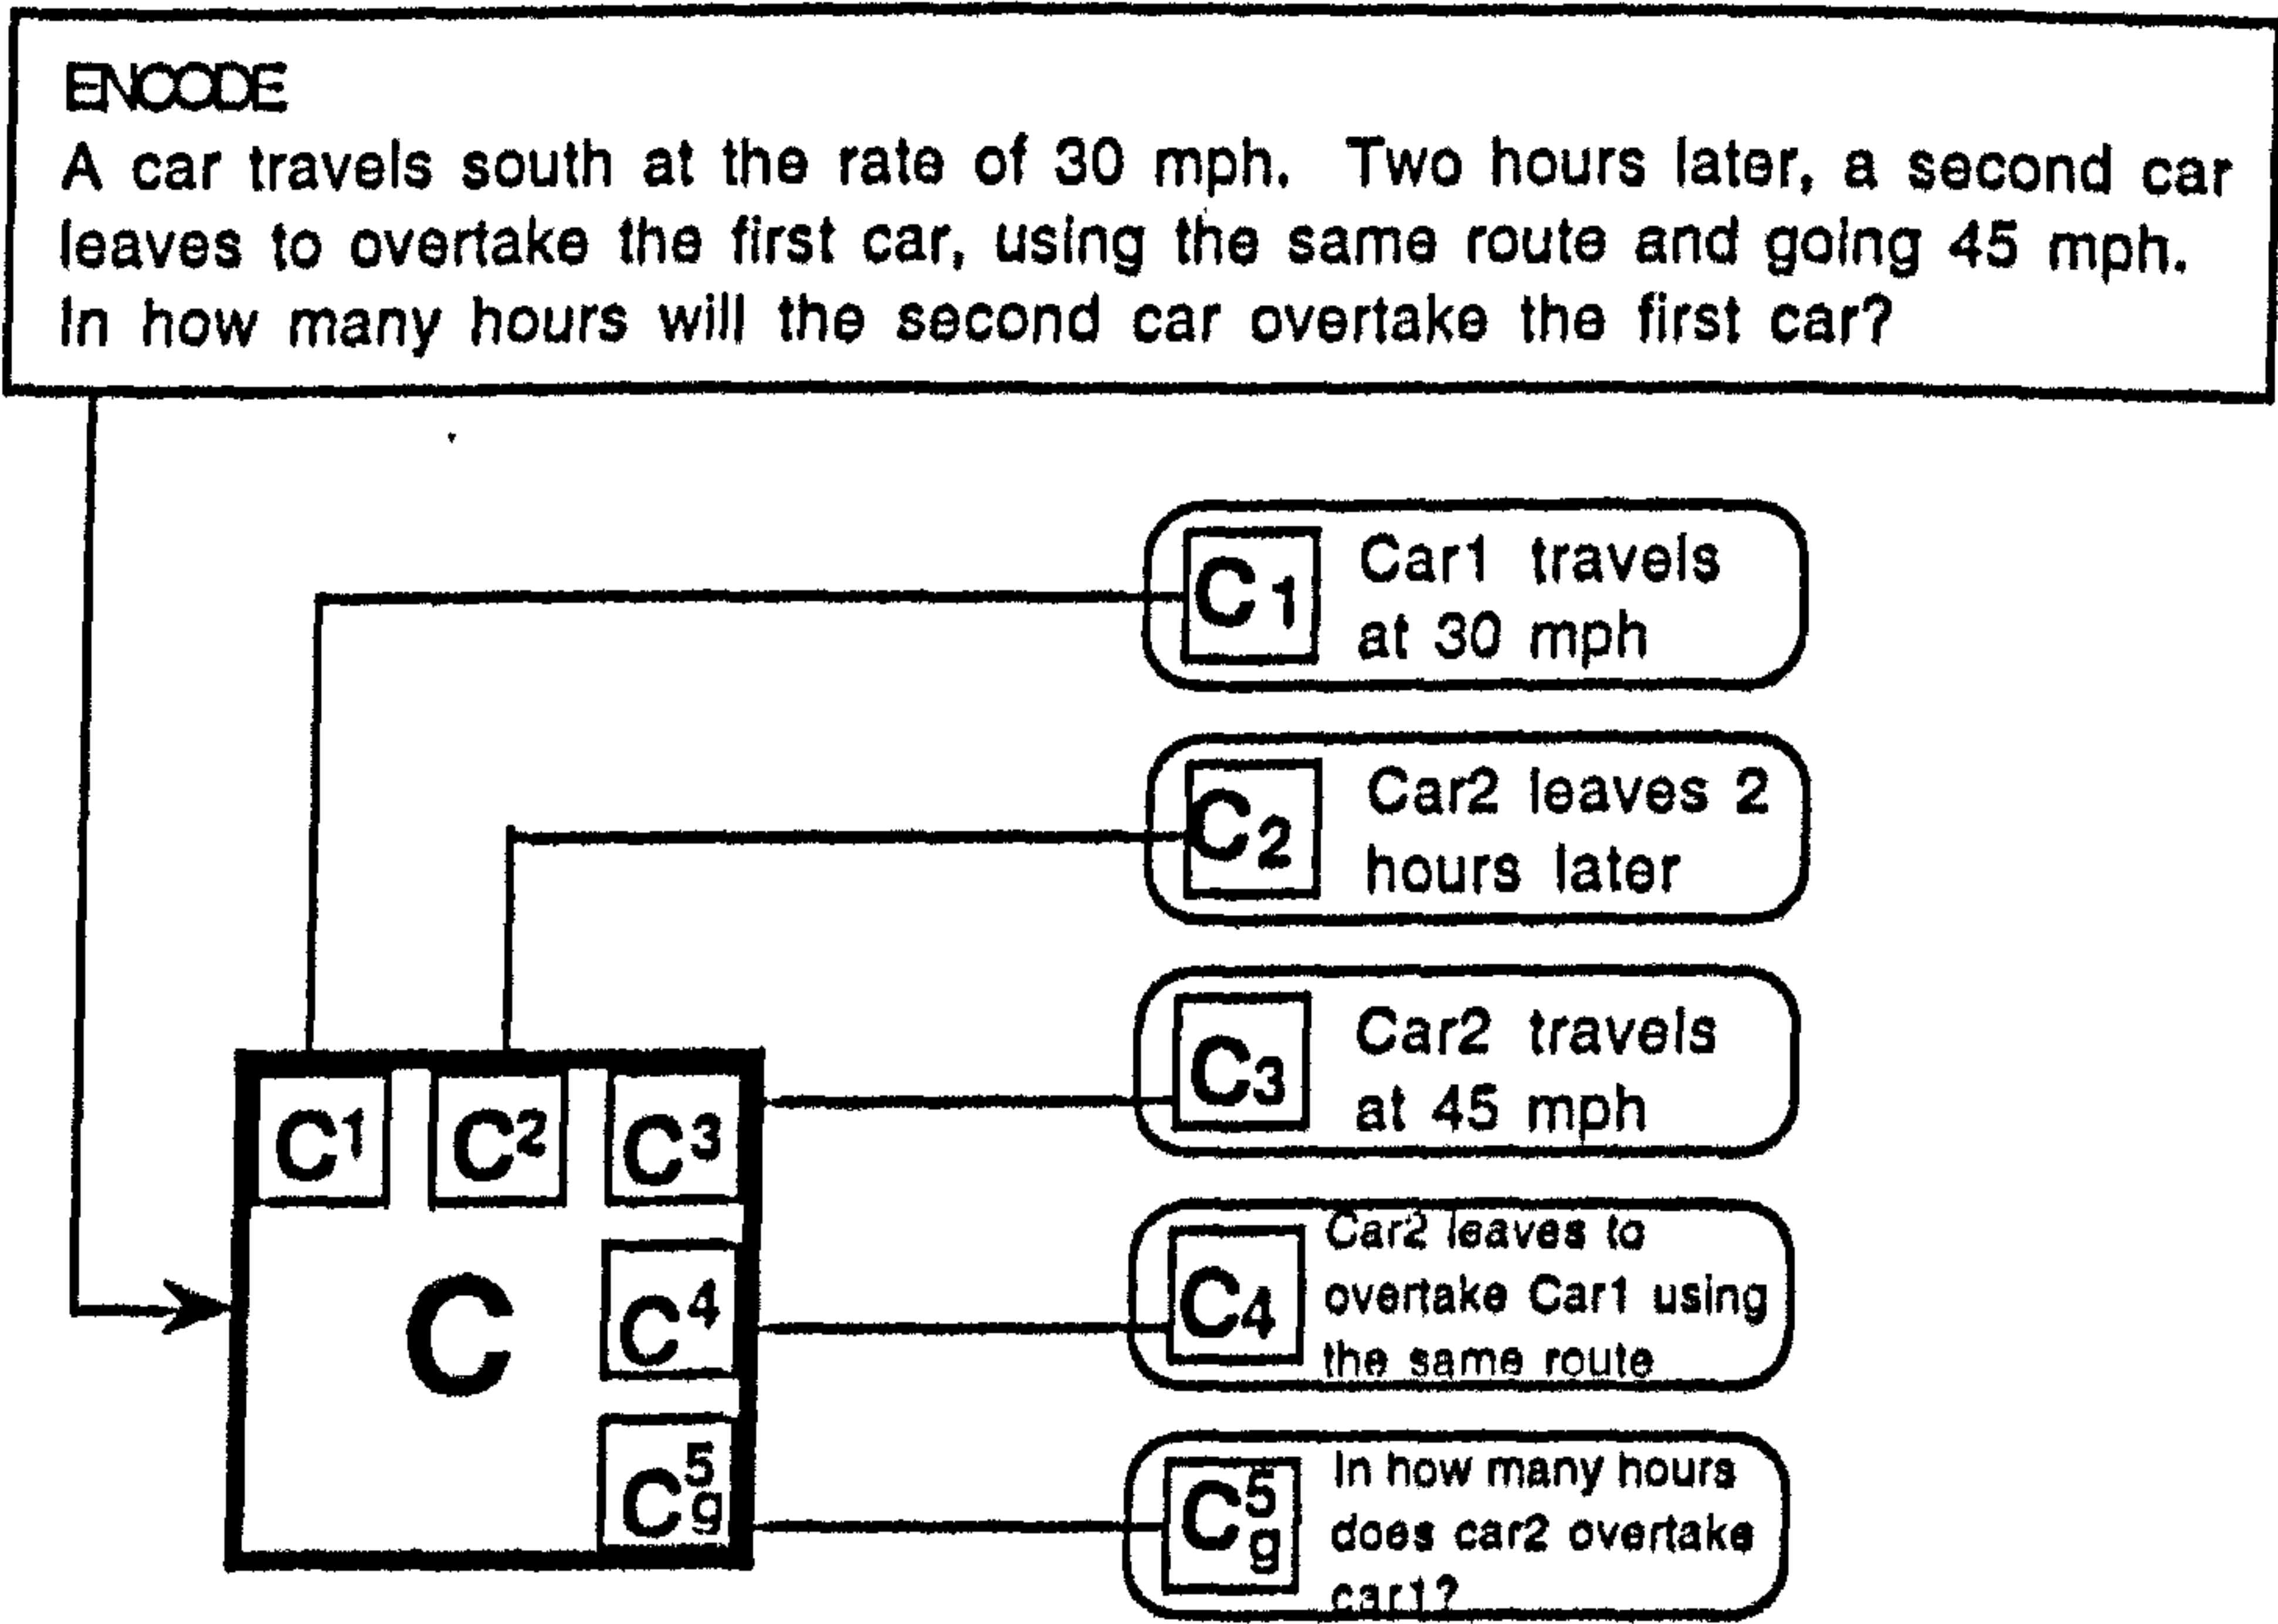 ENCODE
A car travels south at the rate of 30 mph. Two hours later, a second car
leaves to overtake the first car, using the same route and going 45 mph.
In how many hours will the second car overtake the first car?
C1 Car1 travels
at 30 mph
C2 Car2 leaves 2
hours later
C3 Car2 travels
at 45 mph
C1 C2 C3
C4 Car2 leaves to
overtake Car1 using
the same route
C
C4
C5g In how many hours
does car2 overtake
car1?
C5g